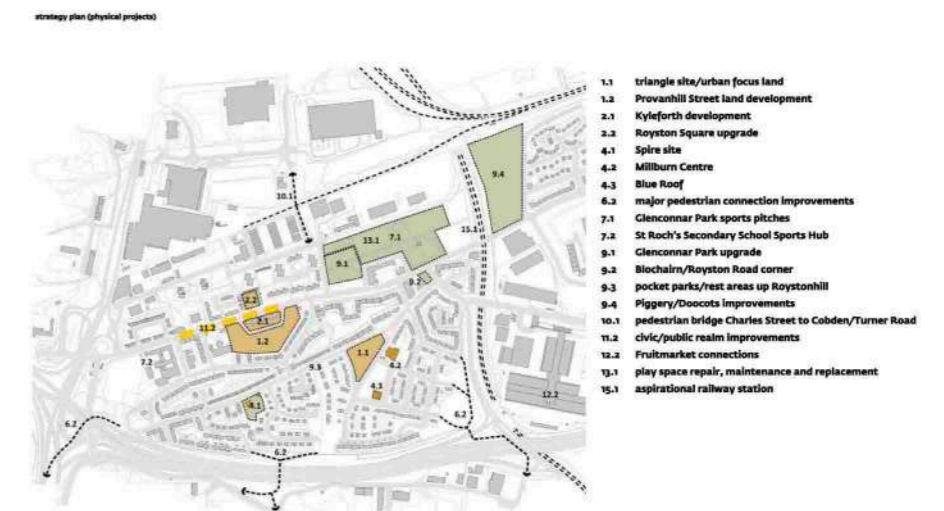 strategy plan (physical projects)
1.1 triangle site/urban focus land
1.2 Provanhill Street land development
2.1 Kyleforth development
2.2 Royston Square upgrade
4.1 Spire site
4.2 Millburn Centre
4.3 Blue Roof
6.2 major pedestrian connection improvements
7.1 Glenconnar Park sports pitches
7.2 St Roch's Secondary School Sports Hub
9.1 Glenconnar Park upgrade
9.2 Blochairn/Royston Road corner
9.3 pocket parks/rest areas up Roystonhill
9.4 Piggery/Doocots improvements
10.1 pedestrian bridge Charles Street to Cobden/Turner Road
11.2 civic/public realm improvements
12.2 Fruitmarket connections
13.1 play space repair, maintenance and replacement
15.1 aspirational railway station
9.4
10.1
15.1
13.1 7.1
9.1
9.2
2.2
2.1
11.2
1.2
1.1
7.2
9.3
4.2
4.3
12.2
4.1
6.2
6.2
6.2
7.2